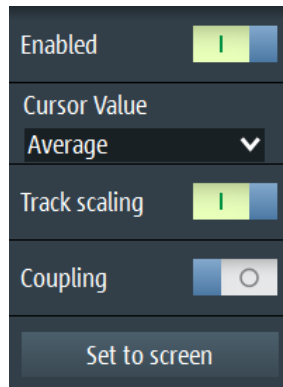 Enabled
Cursor Value
Average
Track scaling
Coupling
Set to screen